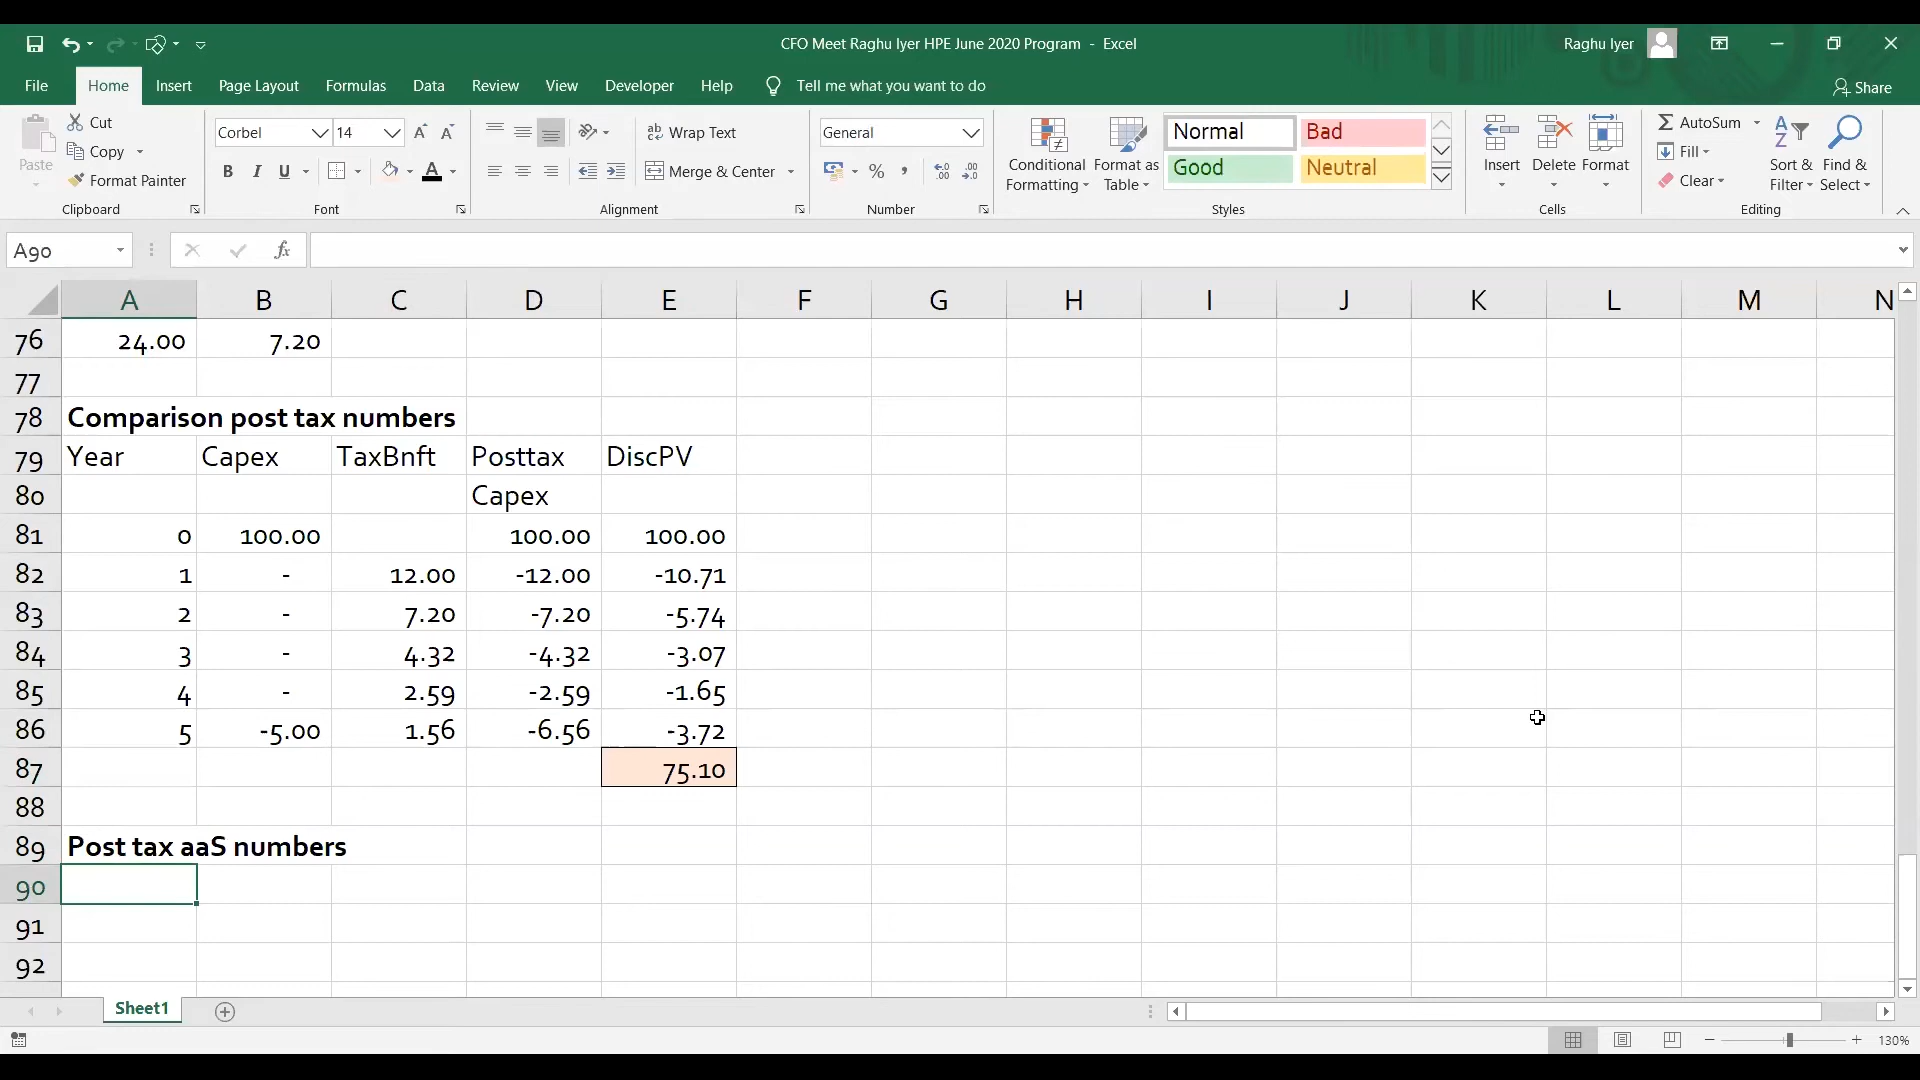 CFO Meet Raghu Iyer HPE June 2020 Program - Excel
Raghu Iyer
File Home Insert Page Layout Formulas Data Review View Developer Help Tell me what you want to do Share
Paste
Cut
Copy
Format Painter
Clipboard
Corbel 14
B I U A
Font
ab Wrap Text
Merge & Center
Alignment
General
% ,
Number
Conditional Formatting
Format as Table
Normal Bad
Good Neutral
Styles
Insert Delete Format
Cells
AutoSum
Fill
Clear
Sort & Filter
Find & Select
Editing
A90 fx
A B C D E F G H I J K L M N
76 24.00 7.20
77
78 Comparison post tax numbers
79 Year Capex TaxBnft Posttax DiscPV
80 Capex
81 0 100.00 100.00 100.00
82 1 - 12.00 -12.00 -10.71
83 2 - 7.20 -7.20 -5.74
84 3 - 4.32 -4.32 -3.07
85 4 - 2.59 -2.59 -1.65
86 5 -5.00 1.56 -6.56 -3.72
87 75.10
88
89 Post tax aaS numbers
90
91
92
Sheet1
130%